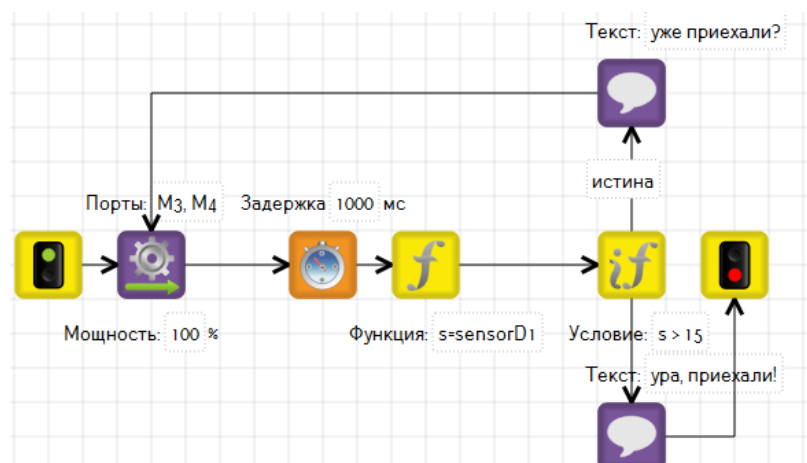 Текст: уже приехали?
истина
Порты: M3, M4 Задержка 1000 мс
f if
Мощность: 100 % Функция: s=sensorD1 Условие: s > 15
Текст: ура, приехали!